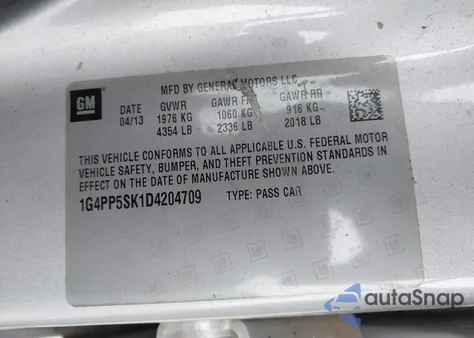 MFD BY GENERAL MOTORS LLC
GM
DATE GVWR GAWR FR GAWR RR
04/13 1976 KG 1060 KG 916 KG
4354 LB 2336 LB 2018 LB
THIS VEHICLE CONFORMS TO ALL APPLICABLE U.S. FEDERAL MOTOR
VEHICLE SAFETY, BUMPER, AND THEFT PREVENTION STANDARDS IN
EFFECT ON THE DATE OF MANUFACTURE SHOWN ABOVE.
1G4PP5SK1D4204709 TYPE: PASS CAR
autoSnap